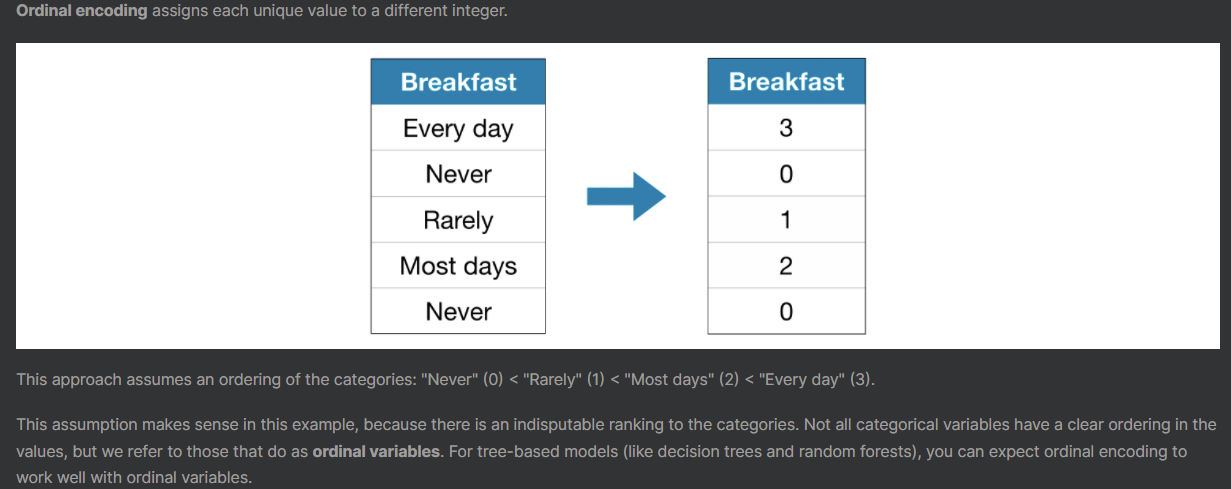 Ordinal encoding assigns each unique value to a different integer.
Breakfast Breakfast
Every day 3
Never 0
Rarely 1
Most days 2
Never 0
This approach assumes an ordering of the categories: "Never" (0) < "Rarely" (1) < "Most days" (2) < "Every day" (3).
This assumption makes sense in this example, because there is an indisputable ranking to the categories. Not all categorical variables have a clear ordering in the
values, but we refer to those that do as ordinal variables. For tree-based models (like decision trees and random forests), you can expect ordinal encoding to
work well with ordinal variables.